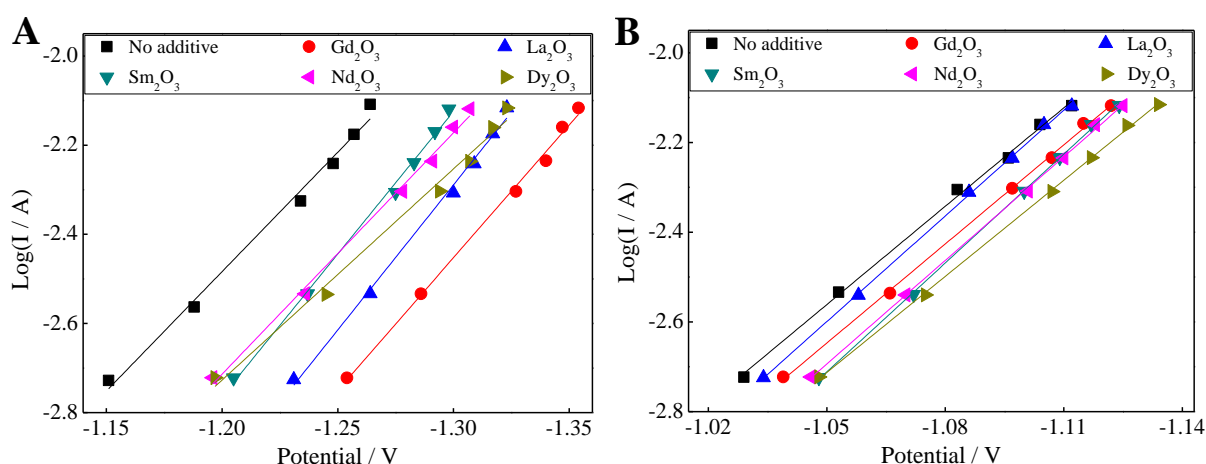 A
No additive Gd₂O₃ La₂O₃
Sm₂O₃ Nd₂O₃ Dy₂O₃
Log(I / A)
-2.0
-2.2
-2.4
-2.6
-2.8
-1.15 -1.20 -1.25 -1.30 -1.35
Potential / V
B
No additive Gd₂O₃ La₂O₃
Sm₂O₃ Nd₂O₃ Dy₂O₃
Log(I / A)
-2.0
-2.2
-2.4
-2.6
-2.8
-1.02 -1.05 -1.08 -1.11 -1.14
Potential / V